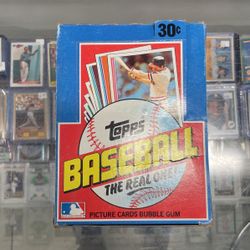 30¢
Topps
BASEBALL
THE REAL ONE!
PICTURE CARDS BUBBLE GUM